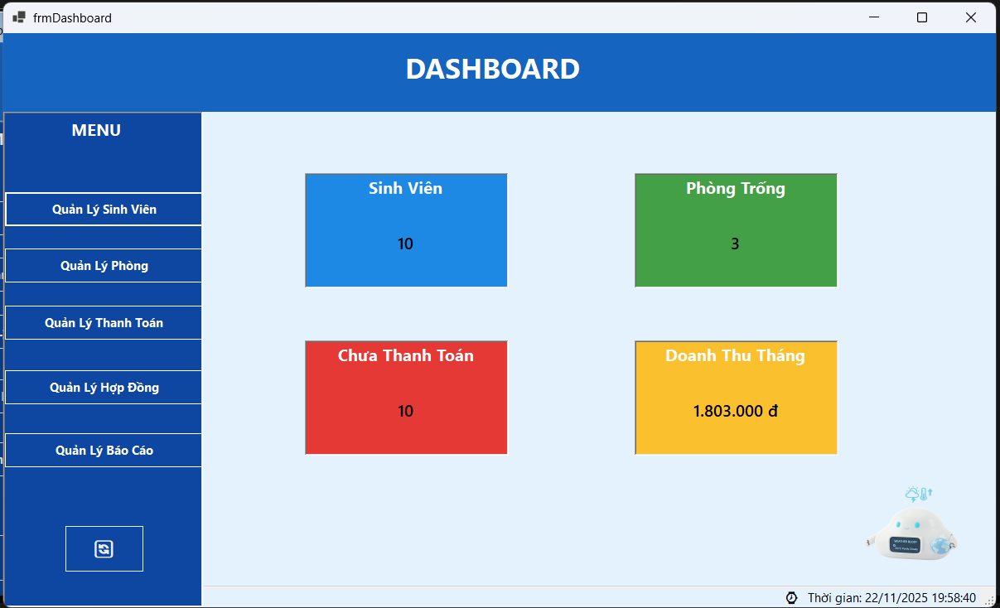 frmDashboard
DASHBOARD
MENU
Quản Lý Sinh Viên
Quản Lý Phòng
Quản Lý Thanh Toán
Quản Lý Hợp Đồng
Quản Lý Báo Cáo
Sinh Viên
10
Phòng Trống
3
Chưa Thanh Toán
10
Doanh Thu Tháng
1.803.000 đ
Thời gian: 22/11/2025 19:58:40